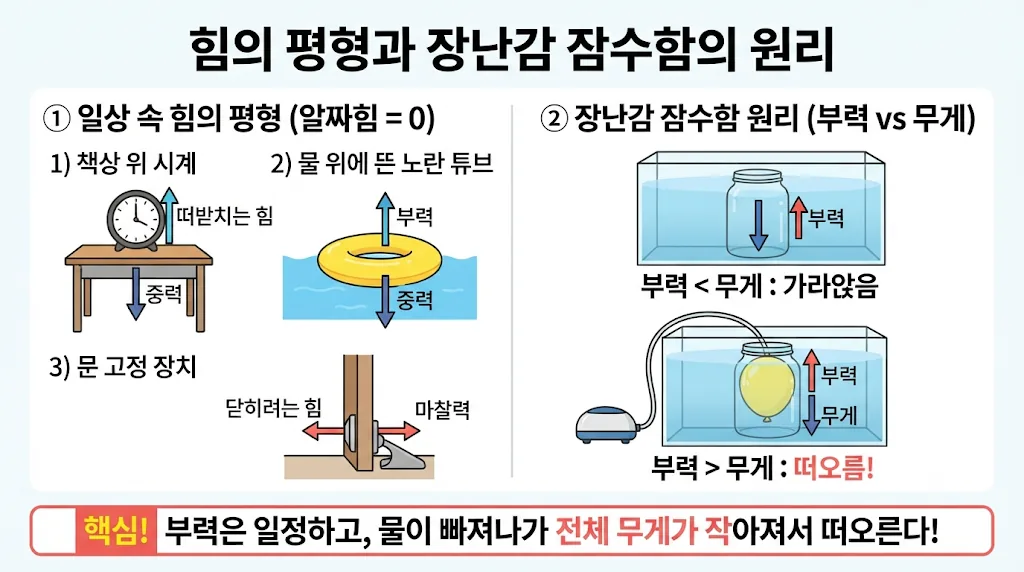 힘의 평형과 장난감 잠수함의 원리
① 일상 속 힘의 평형 (알짜힘 = 0)
1) 책상 위 시계
떠받치는 힘
중력
2) 물 위에 뜬 노란 튜브
부력
중력
3) 문 고정 장치
닫히려는 힘
마찰력
② 장난감 잠수함 원리 (부력 vs 무게)
부력
부력 < 무게 : 가라앉음
부력
무게
부력 > 무게 : 떠오름!
핵심! 부력은 일정하고, 물이 빠져나가 전체 무게가 작아져서 떠오른다!